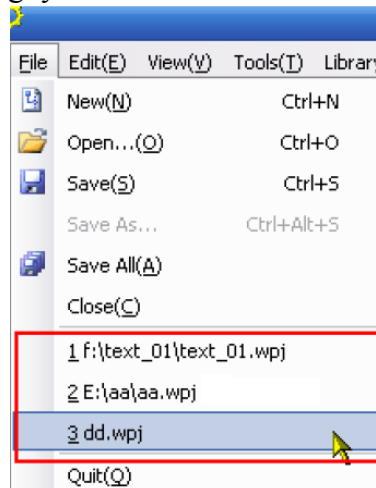 File Edit(E) View(V) Tools(T) Library
New(N) Ctrl+N
Open...(O) Ctrl+O
Save(S) Ctrl+S
Save As... Ctrl+Alt+S
Save All(A)
Close(C)
1 f:\text_01\text_01.wpj
2 E:\aa\aa.wpj
3 dd.wpj
Quit(Q)